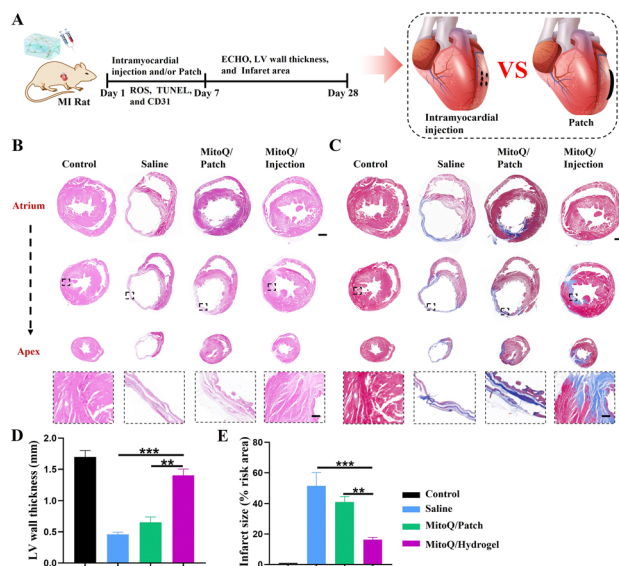 A
Intramyocardial
injection and/or Patch
ECHO, LV wall thickness,
and Infaret area
MI Rat
Day 1
ROS, TUNEL,
and CD31
Day 7
Day 28
VS
Intramyocardial
injection
Patch
B
Control
Saline
MitoQ/
Patch
MitoQ/
Injection
C
Control
Saline
MitoQ/
Patch
MitoQ/
Injection
Atrium
Apex
D
LV wall thickness (mm)
2.0
1.5
1.0
0.5
0.0
***
**
E
Infarct size (% risk area)
80
60
40
20
0
***
**
Control
Saline
MitoQ/Patch
MitoQ/Hydrogel